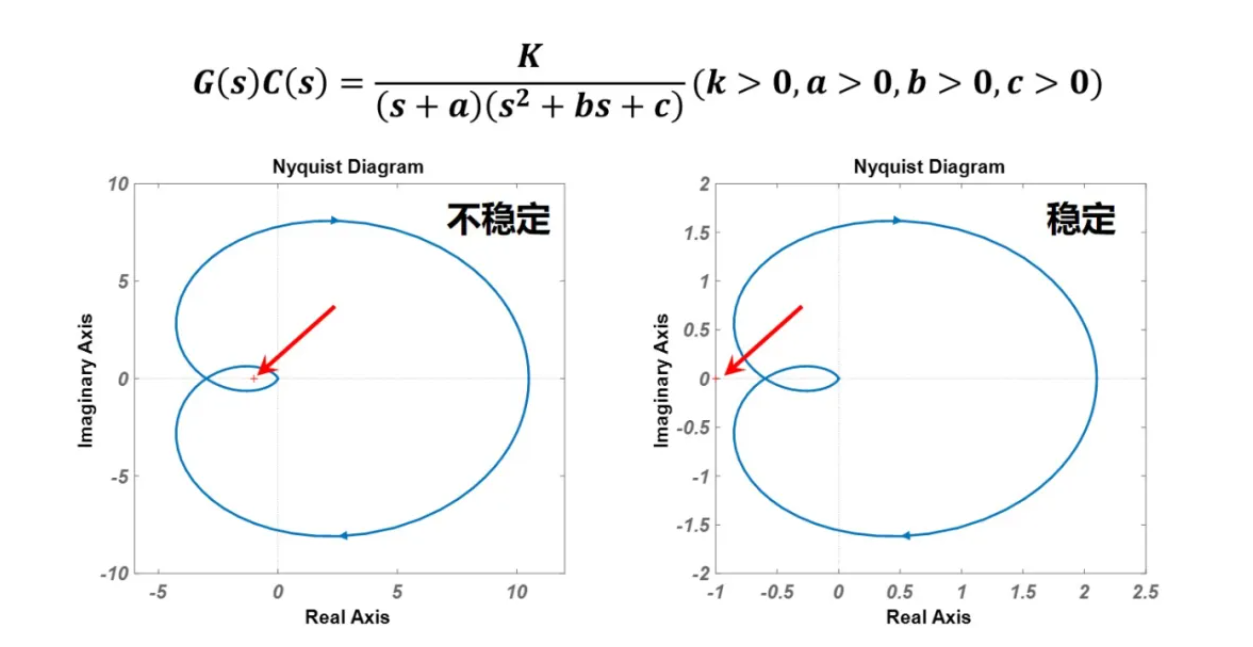 G(s)C(s) = K / ((s + a)(s² + bs + c)) (k > 0, a > 0, b > 0, c > 0)
Nyquist Diagram
不稳定
Imaginary Axis
10
5
0
-5
-10
-5 0 5 10
Real Axis
Nyquist Diagram
稳定
Imaginary Axis
2
1.5
1
0.5
0
-0.5
-1
-1.5
-2
-1 -0.5 0 0.5 1 1.5 2 2.5
Real Axis